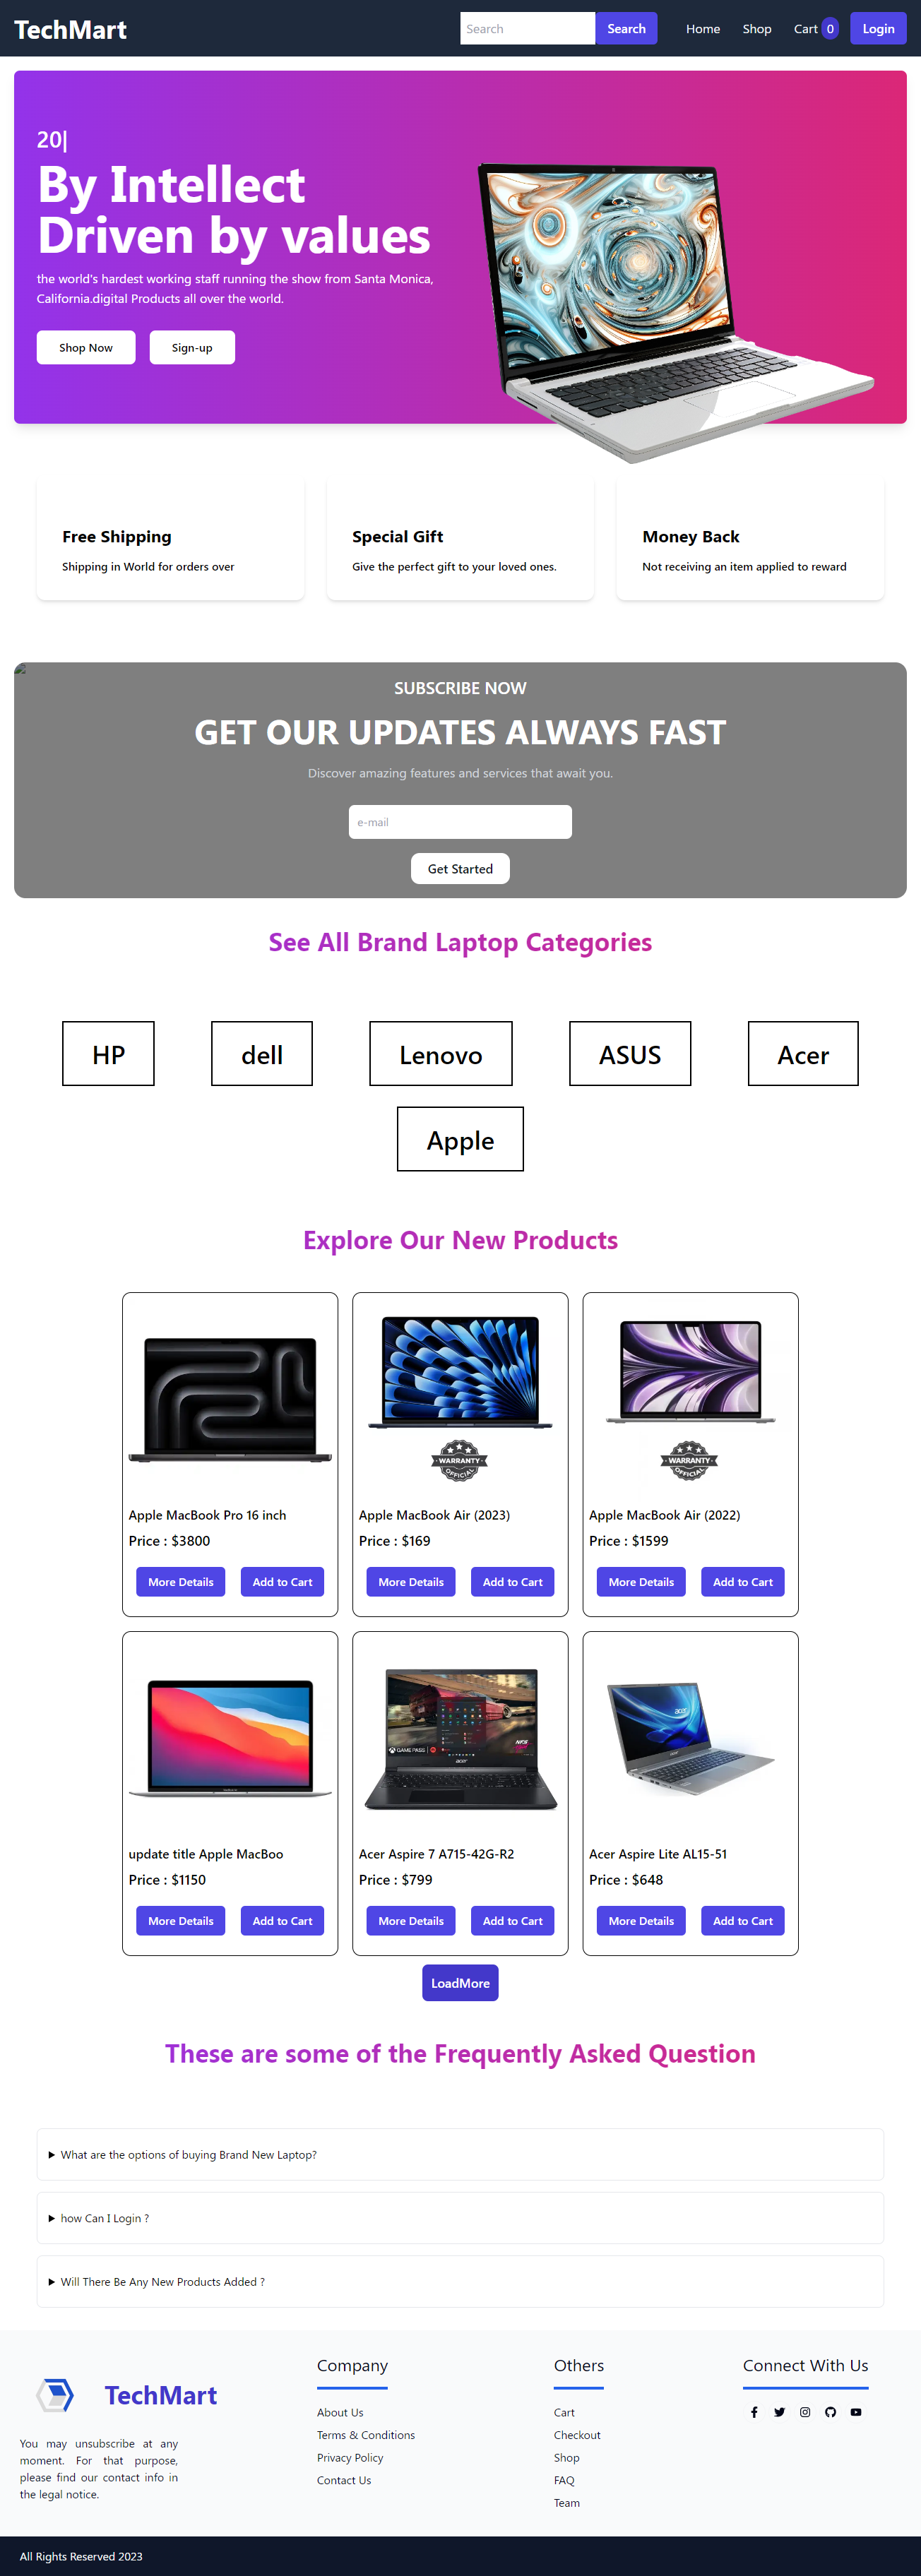 TechMart
Search
Search
Home
Shop
Cart 0
Login
20|
By Intellect
Driven by values
the world's hardest working staff running the show from Santa Monica,
California.digital Products all over the world.
Shop Now
Sign-up
Free Shipping
Shipping in World for orders over
Special Gift
Give the perfect gift to your loved ones.
Money Back
Not receiving an item applied to reward
SUBSCRIBE NOW
GET OUR UPDATES ALWAYS FAST
Discover amazing features and services that await you.
e-mail
Get Started
See All Brand Laptop Categories
HP
dell
Lenovo
ASUS
Acer
Apple
Explore Our New Products
Apple MacBook Pro 16 inch
Price : $3800
More Details
Add to Cart
WARRANTY
OFFICIAL
Apple MacBook Air (2023)
Price : $169
More Details
Add to Cart
WARRANTY
OFFICIAL
Apple MacBook Air (2022)
Price : $1599
More Details
Add to Cart
update title Apple MacBoo
Price : $1150
More Details
Add to Cart
GAME PASS
NFS
acer
Acer Aspire 7 A715-42G-R2
Price : $799
More Details
Add to Cart
acer
Acer Aspire Lite AL15-51
Price : $648
More Details
Add to Cart
LoadMore
These are some of the Frequently Asked Question
What are the options of buying Brand New Laptop?
how Can I Login ?
Will There Be Any New Products Added ?
TechMart
You may unsubscribe at any
moment. For that purpose,
please find our contact info in
the legal notice.
Company
About Us
Terms & Conditions
Privacy Policy
Contact Us
Others
Cart
Checkout
Shop
FAQ
Team
Connect With Us
All Rights Reserved 2023